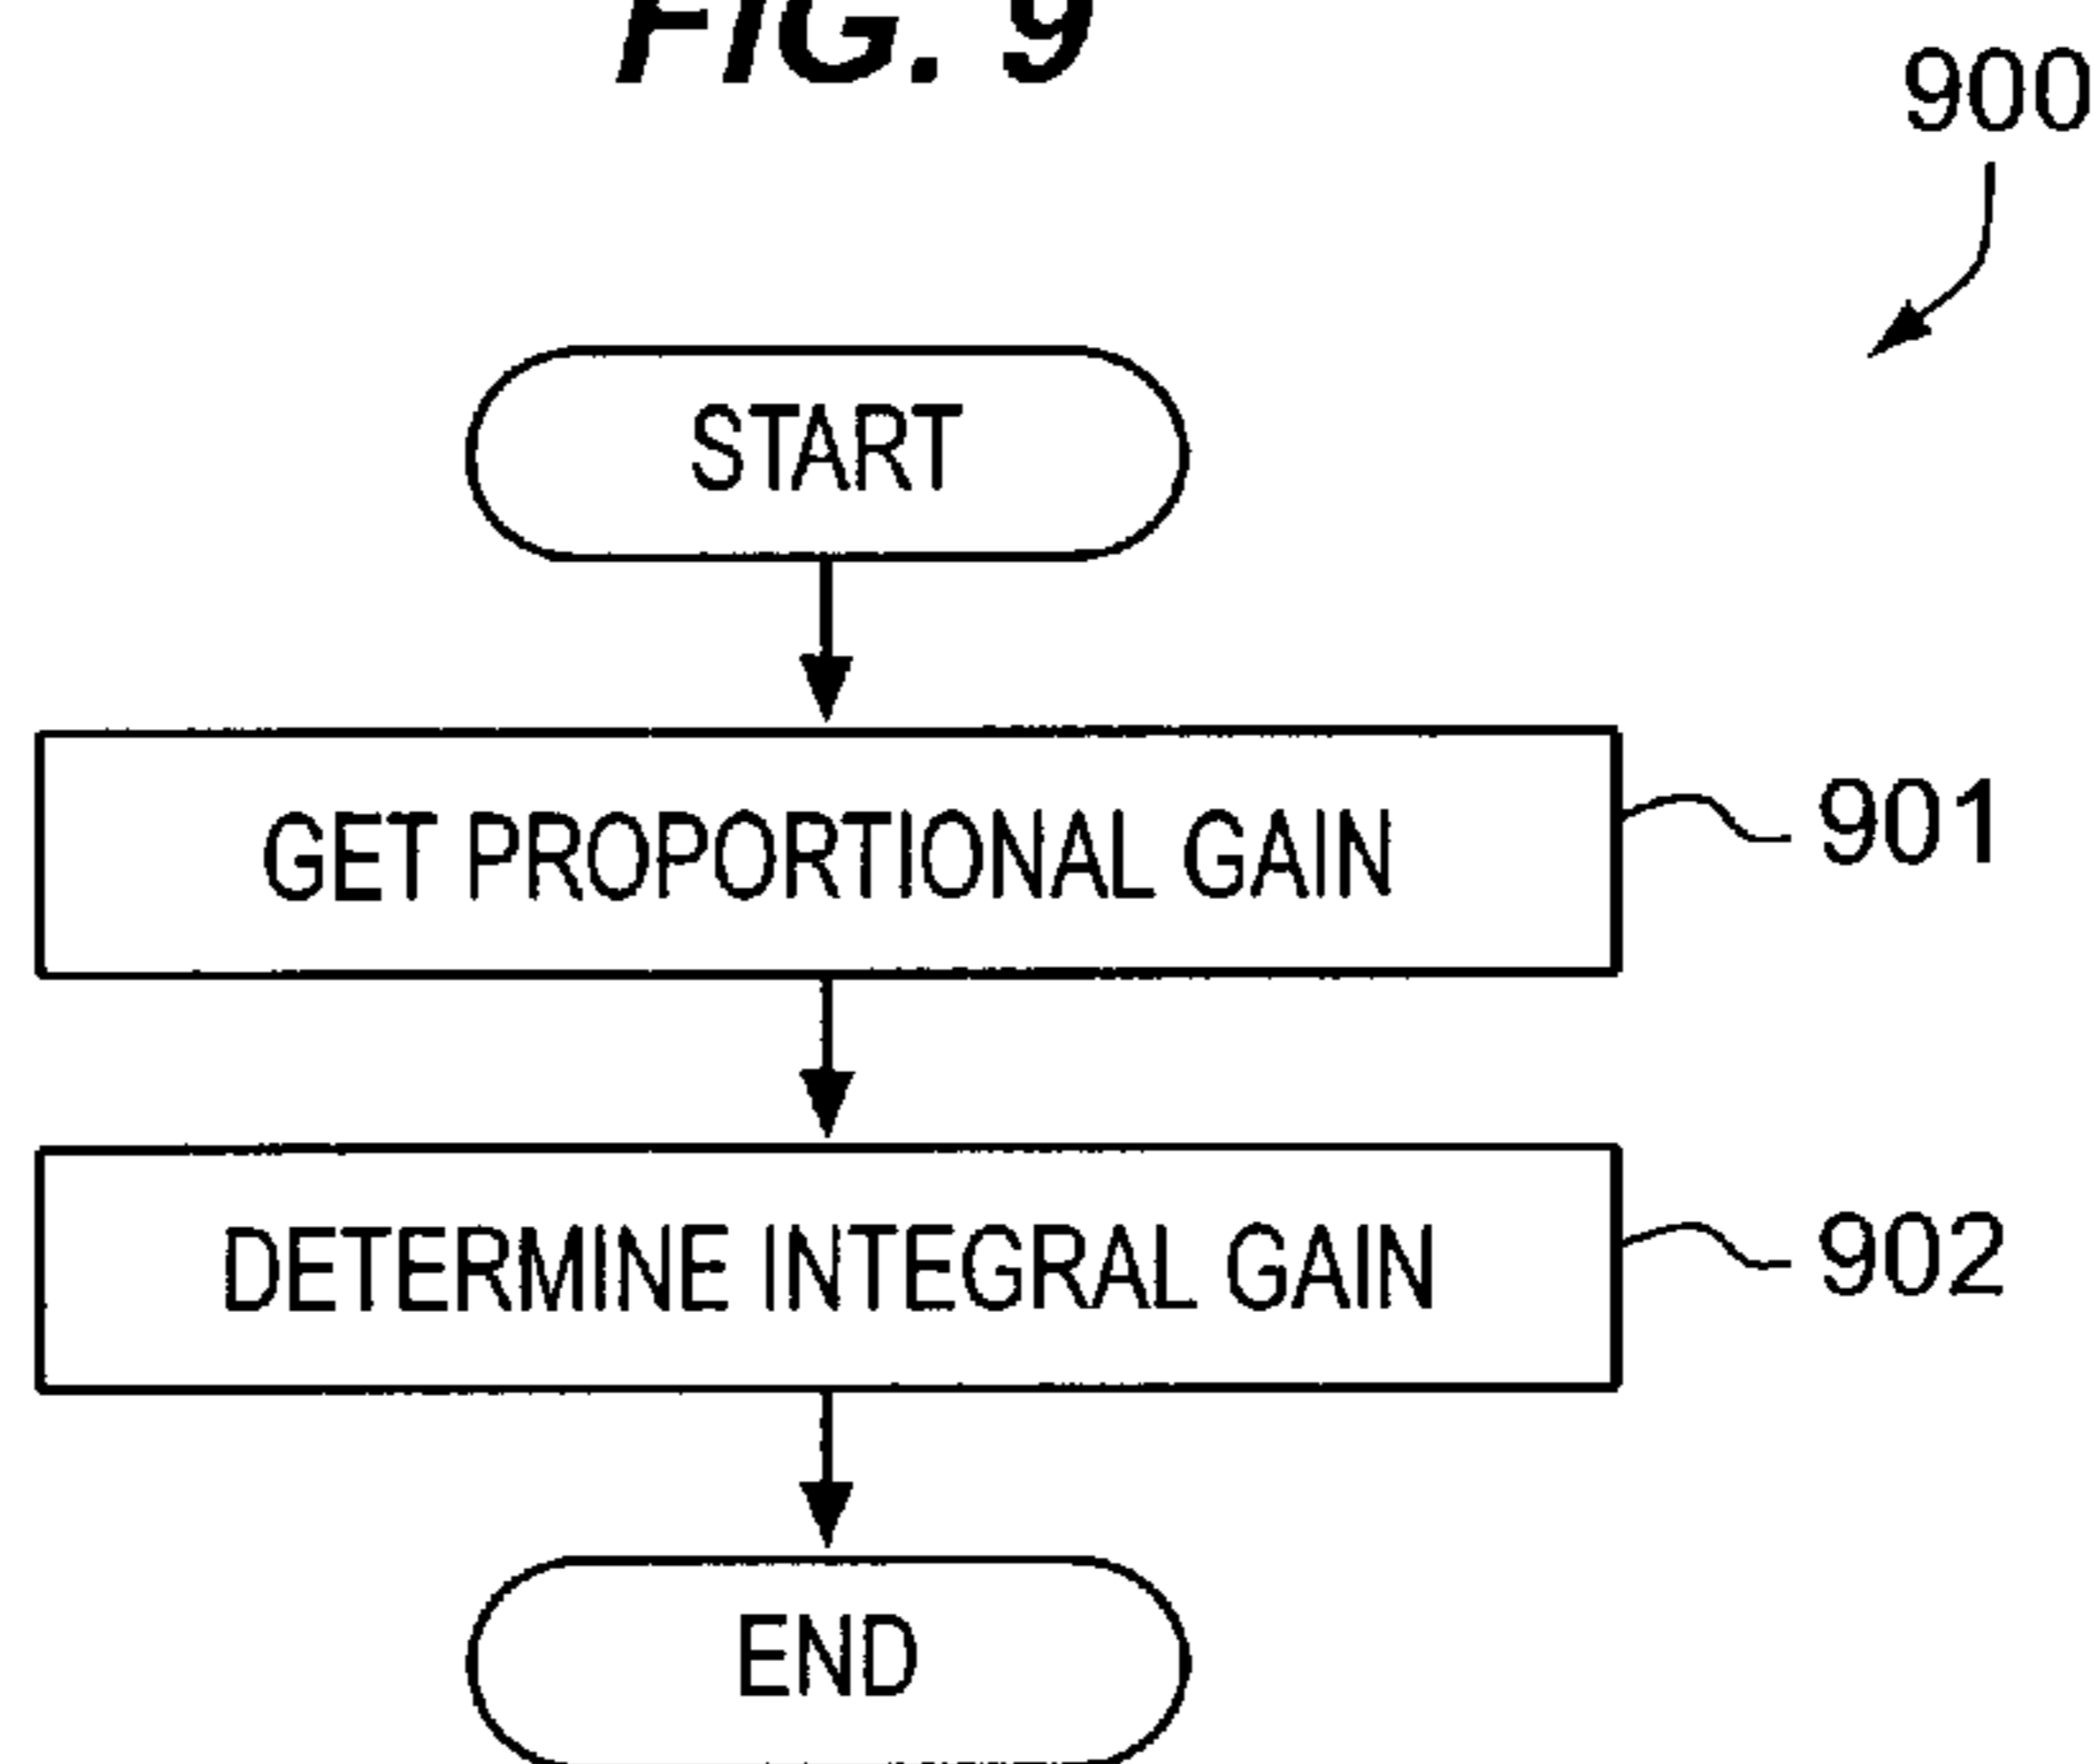 FIG. 9
900
START
GET PROPORTIONAL GAIN
901
DETERMINE INTEGRAL GAIN
902
END